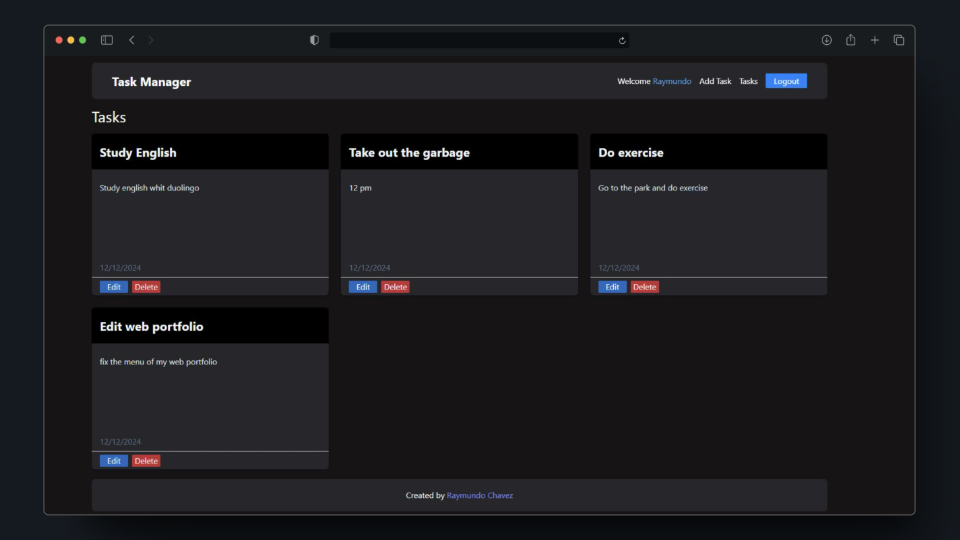 Task Manager
Welcome Raymundo Add Task Tasks Logout
Tasks
Study English
Study english whit duolingo
12/12/2024
Edit Delete
Take out the garbage
12 pm
12/12/2024
Edit Delete
Do exercise
Go to the park and do exercise
12/12/2024
Edit Delete
Edit web portfolio
fix the menu of my web portfolio
12/12/2024
Edit Delete
Created by Raymundo Chavez